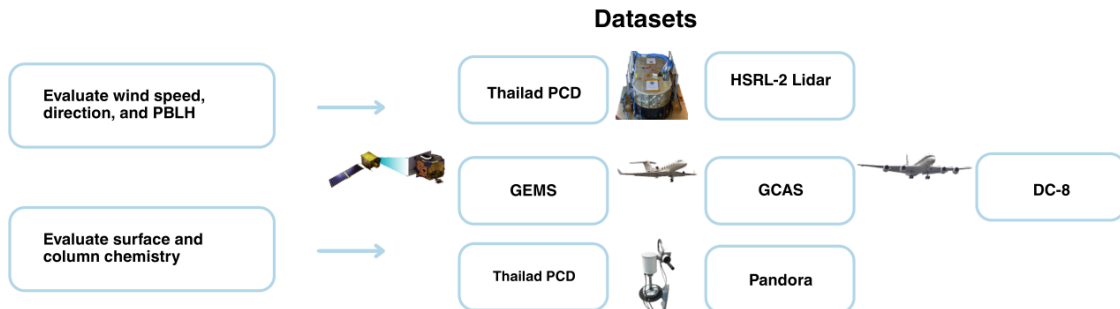 Datasets
Evaluate wind speed,
direction, and PBLH
Thailad PCD
HSRL-2 Lidar
GEMS
GCAS
DC-8
Evaluate surface and
column chemistry
Thailad PCD
Pandora